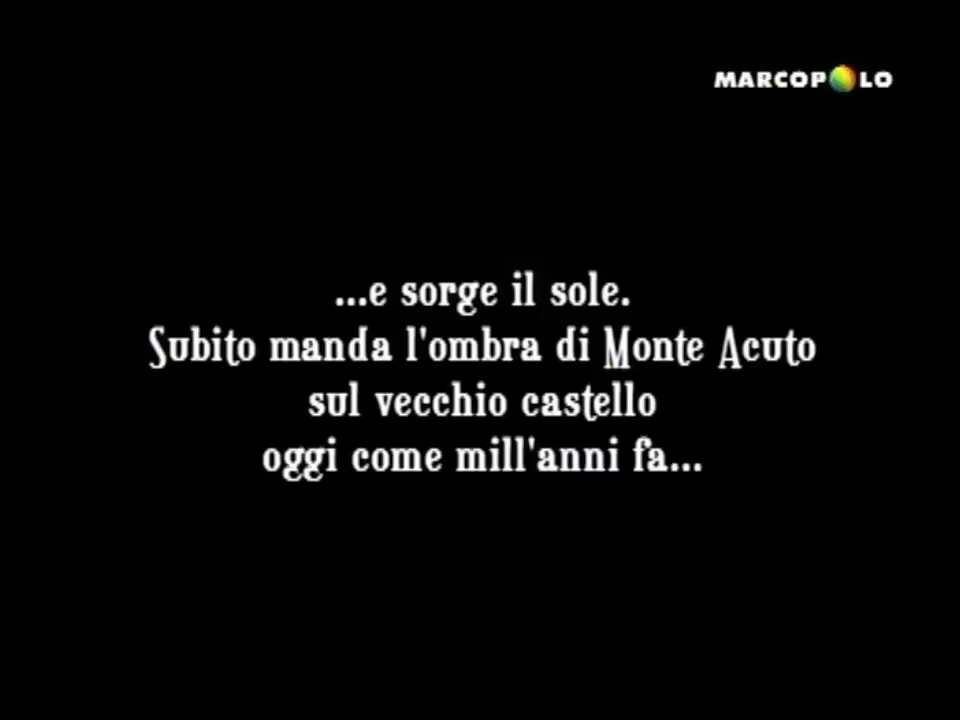 MARCOPOLO
...e sorge il sole.
Subito manda l'ombra di Monte Acuto
sul vecchio castello
oggi come mill'anni fa...